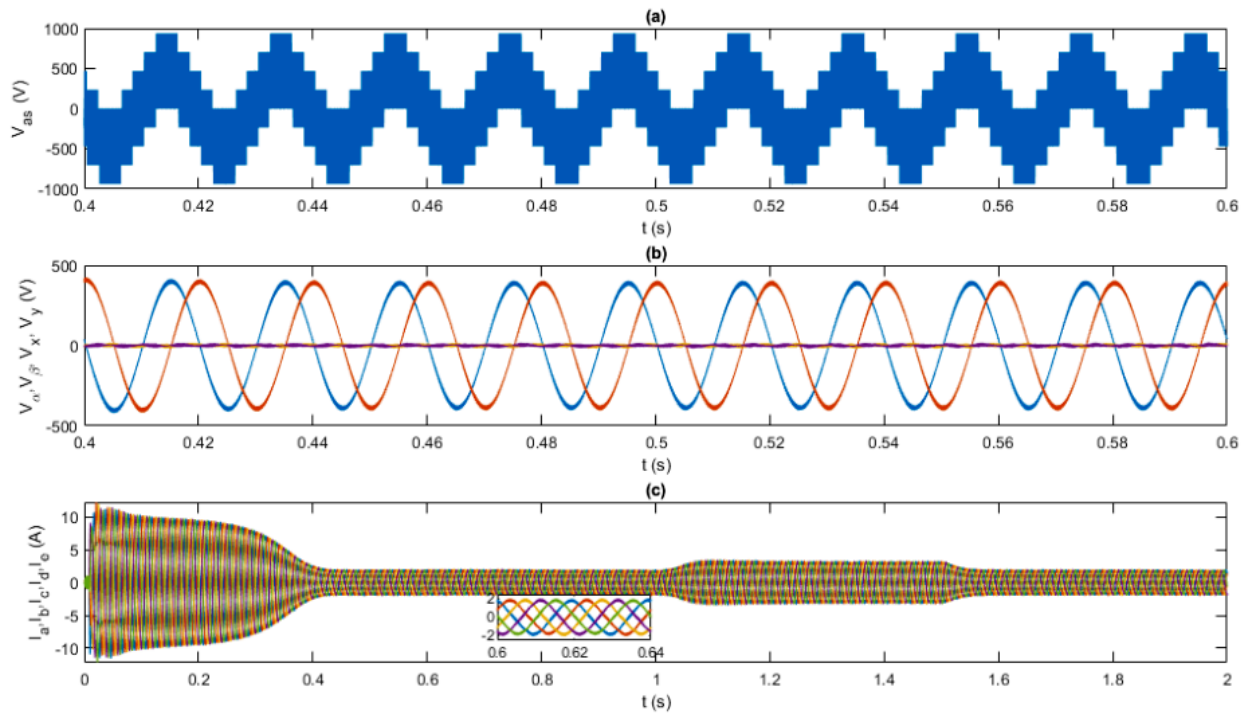 (a)
1000
500
0
-500
-1000
V_as (V)
0.4 0.42 0.44 0.46 0.48 0.5 0.52 0.54 0.56 0.58 0.6
t (s)
(b)
500
0
-500
V_α, V_β, V_x, V_y (V)
0.4 0.42 0.44 0.46 0.48 0.5 0.52 0.54 0.56 0.58 0.6
t (s)
(c)
10
5
0
-5
-10
I_a, I_b, I_c, I_d, I_e (A)
2
0
-2
0.6 0.62 0.64
0 0.2 0.4 0.6 0.8 1 1.2 1.4 1.6 1.8 2
t (s)